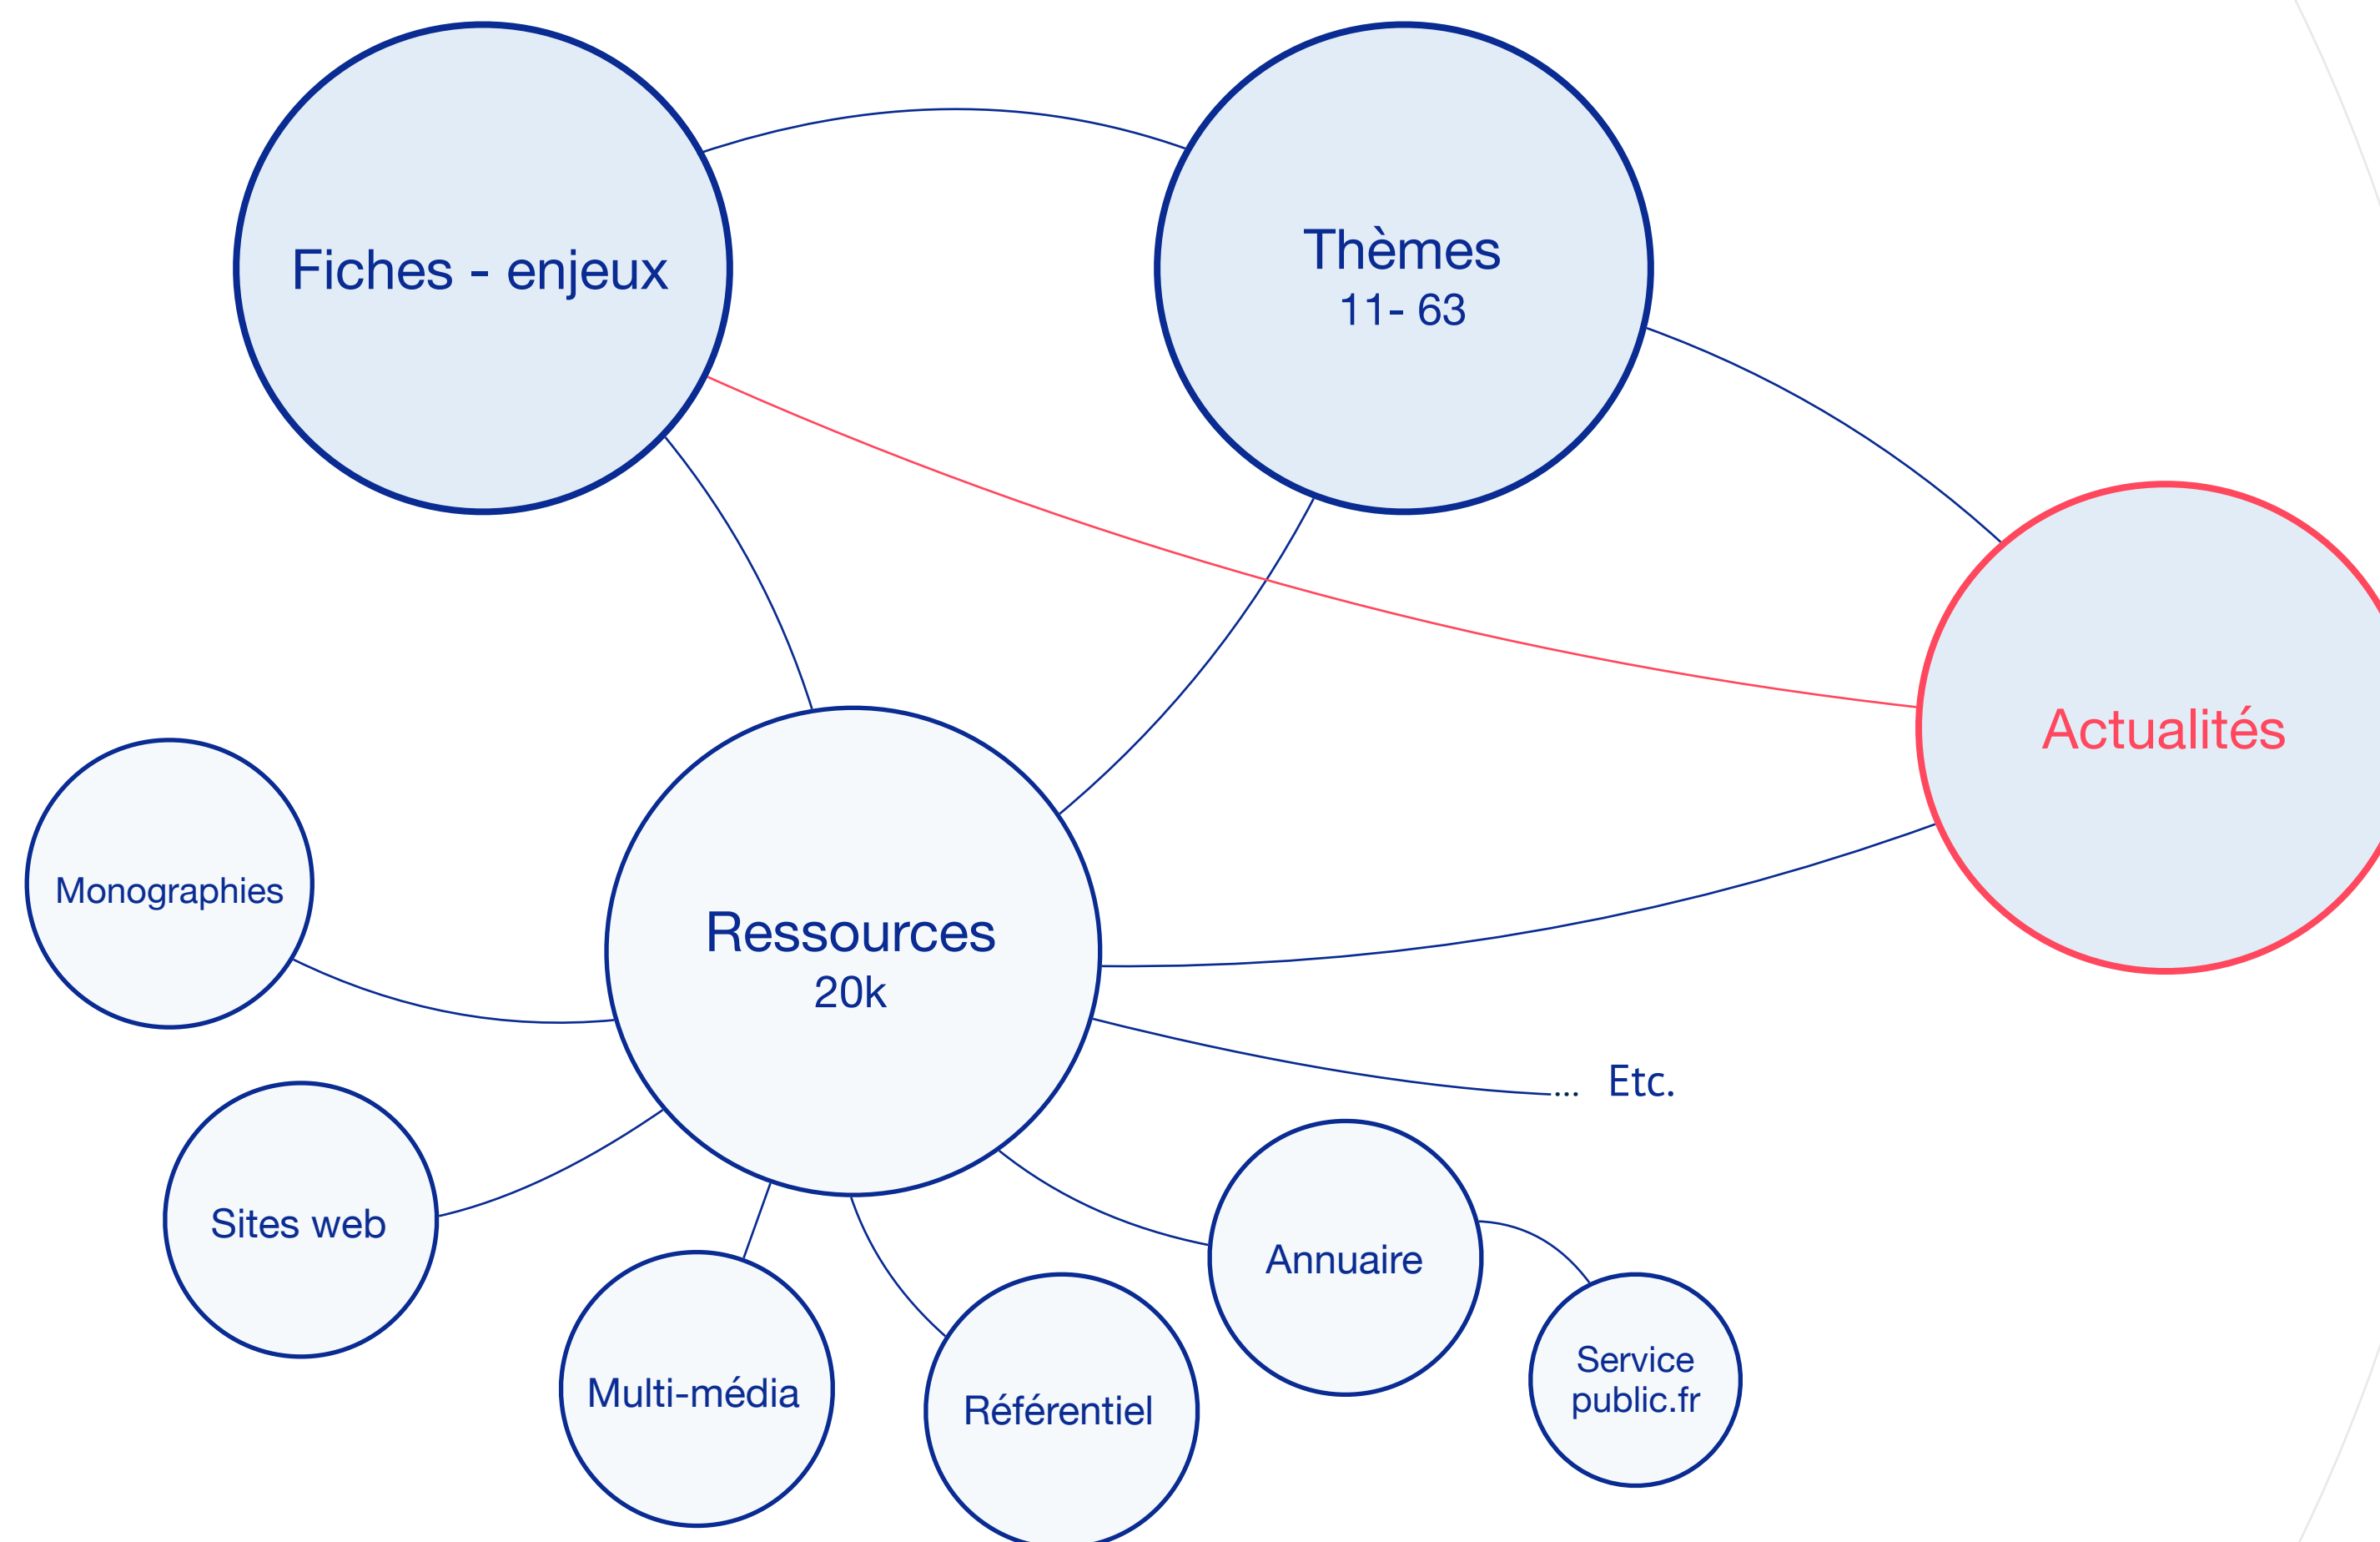 Fiches - enjeux
Thèmes
11- 63
Actualités
Monographies
Ressources
20k
... Etc.
Sites web
Annuaire
Multi-média
Référentiel
Service
public.fr